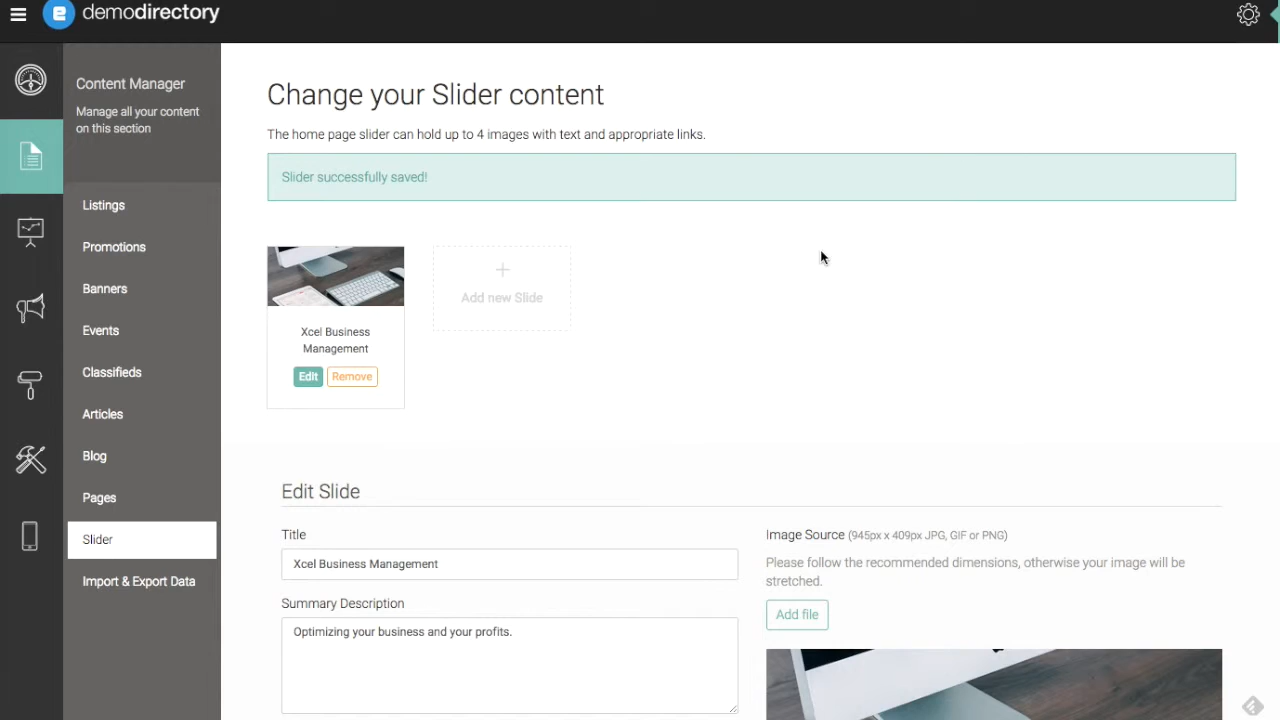 demodirectory
Content Manager
Manage all your content
on this section
Listings
Promotions
Banners
Events
Classifieds
Articles
Blog
Pages
Slider
Import & Export Data
Change your Slider content
The home page slider can hold up to 4 images with text and appropriate links.
Slider successfully saved!
Xcel Business
Management
Edit Remove
+
Add new Slide
Edit Slide
Title
Xcel Business Management
Summary Description
Optimizing your business and your profits.
Image Source (945px x 409px JPG, GIF or PNG)
Please follow the recommended dimensions, otherwise your image will be
stretched.
Add file